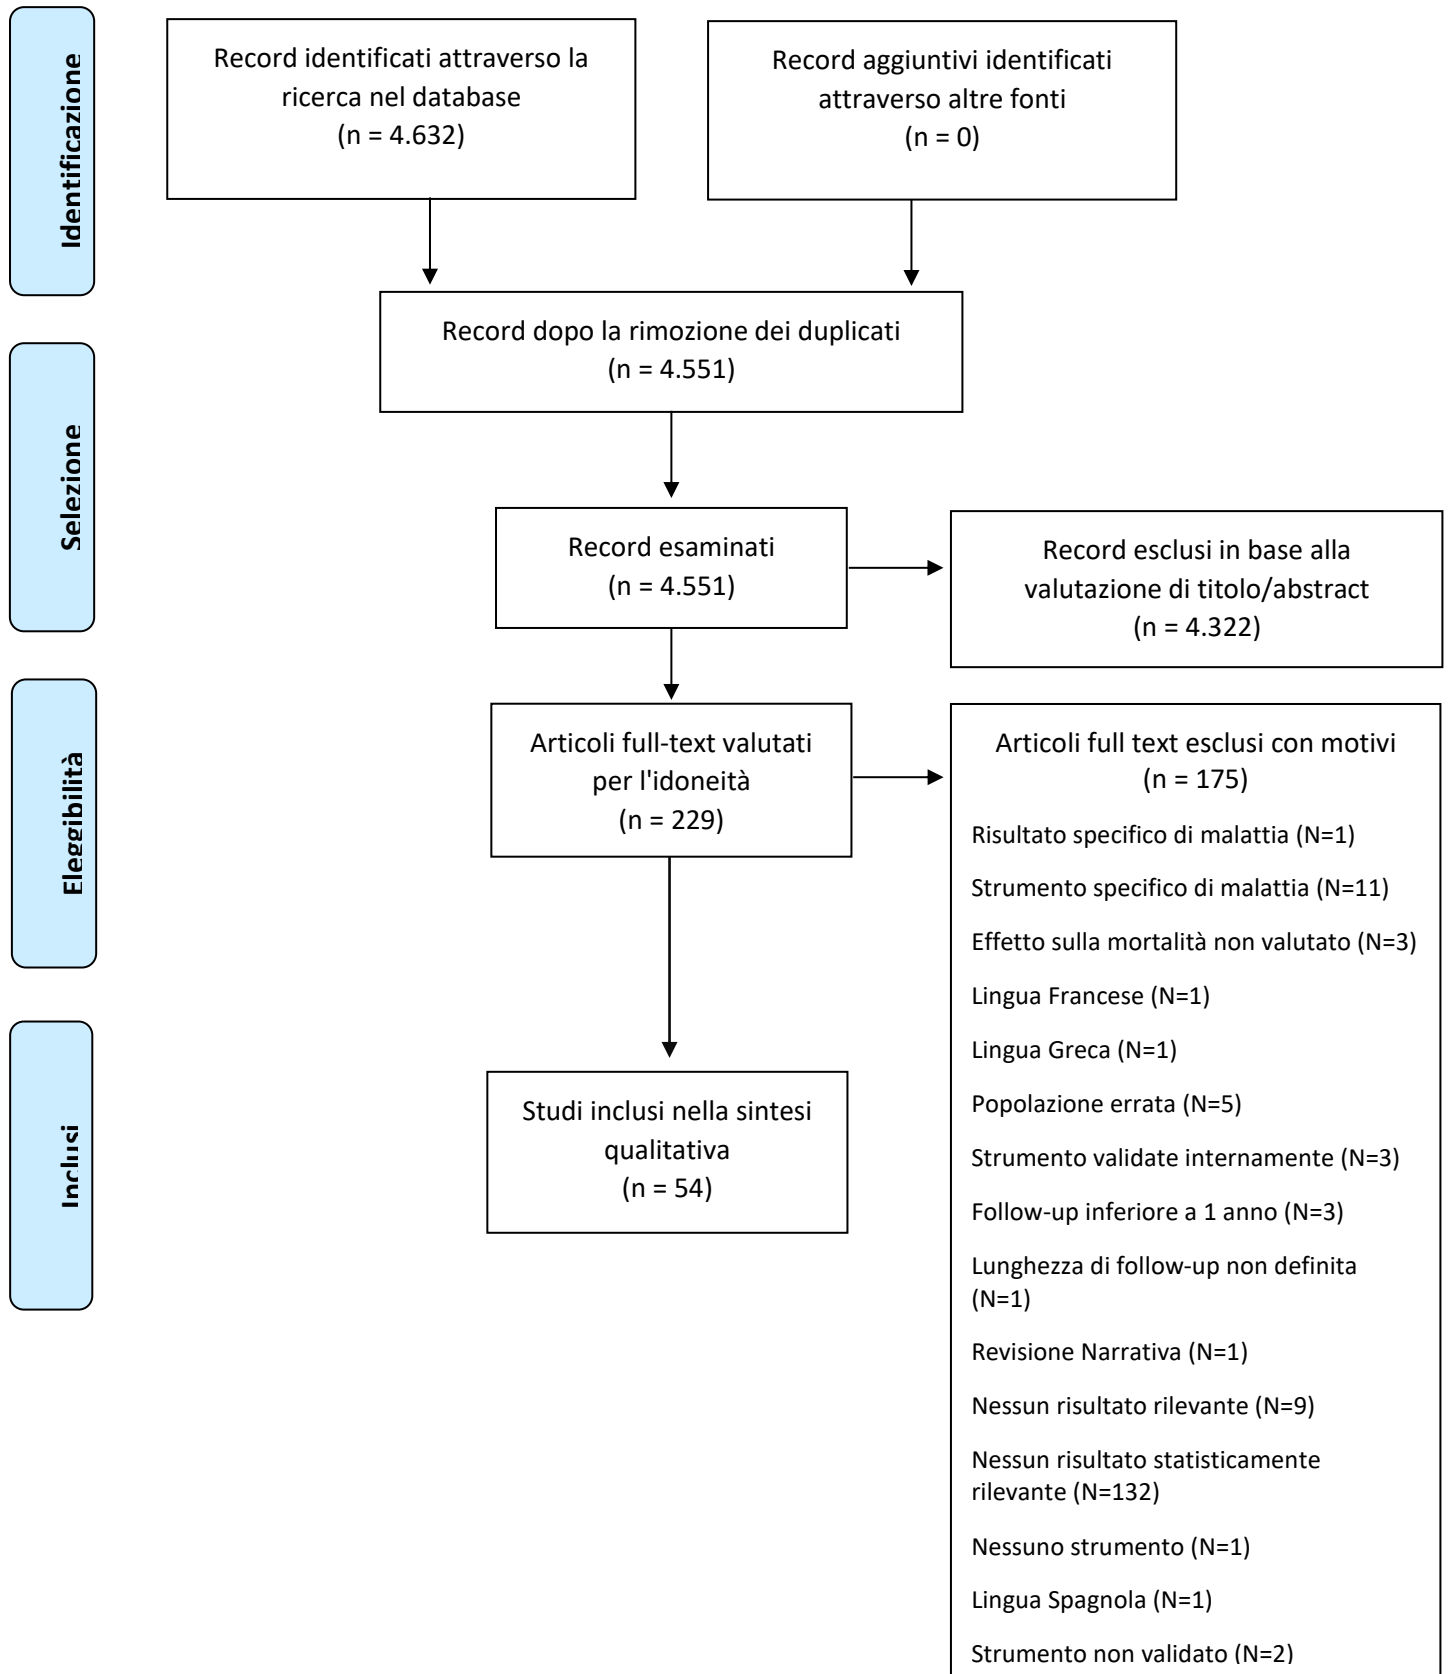 Identificazione
Record identificati attraverso la
ricerca nel database
(n = 4.632)
Record aggiuntivi identificati
attraverso altre fonti
(n = 0)
Record dopo la rimozione dei duplicati
(n = 4.551)
Selezione
Record esaminati
(n = 4.551)
Record esclusi in base alla
valutazione di titolo/abstract
(n = 4.322)
Eleggibilità
Articoli full-text valutati
per l'idoneità
(n = 229)
Articoli full text esclusi con motivi
(n = 175)
Risultato specifico di malattia (N=1)
Strumento specifico di malattia (N=11)
Effetto sulla mortalità non valutato (N=3)
Lingua Francese (N=1)
Lingua Greca (N=1)
Popolazione errata (N=5)
Strumento validate internamente (N=3)
Follow-up inferiore a 1 anno (N=3)
Lunghezza di follow-up non definita
(N=1)
Revisione Narrativa (N=1)
Nessun risultato rilevante (N=9)
Nessun risultato statisticamente
rilevante (N=132)
Nessuno strumento (N=1)
Lingua Spagnola (N=1)
Strumento non validato (N=2)
Inclusi
Studi inclusi nella sintesi
qualitativa
(n = 54)